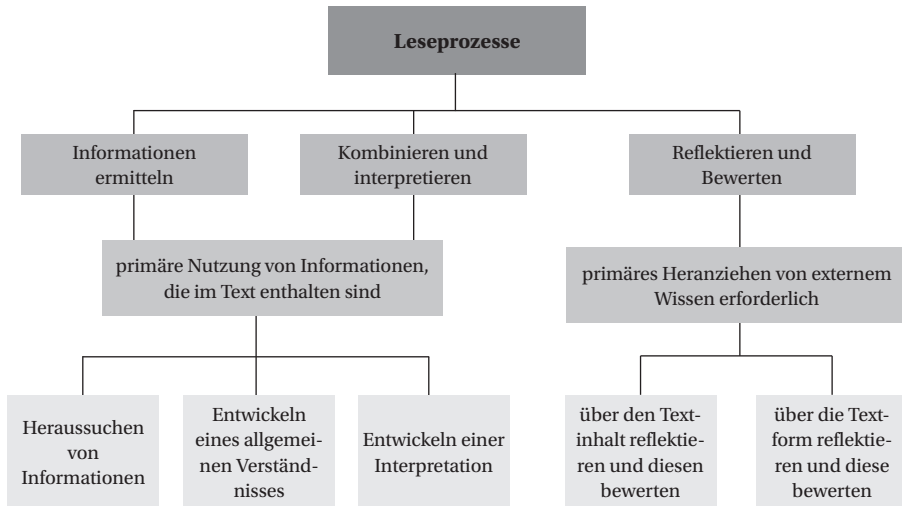 Leseprozesse
Informationen
ermitteln
Kombinieren und
interpretieren
Reflektieren und
Bewerten
primäre Nutzung von Informationen,
die im Text enthalten sind
primäres Heranziehen von externem
Wissen erforderlich
Heraussuchen
von
Informationen
Entwickeln
eines allgemei-
nen Verständ-
nisses
Entwickeln einer
Interpretation
über den Text-
inhalt reflektie-
ren und diesen
bewerten
über die Text-
form reflektie-
ren und diese
bewerten